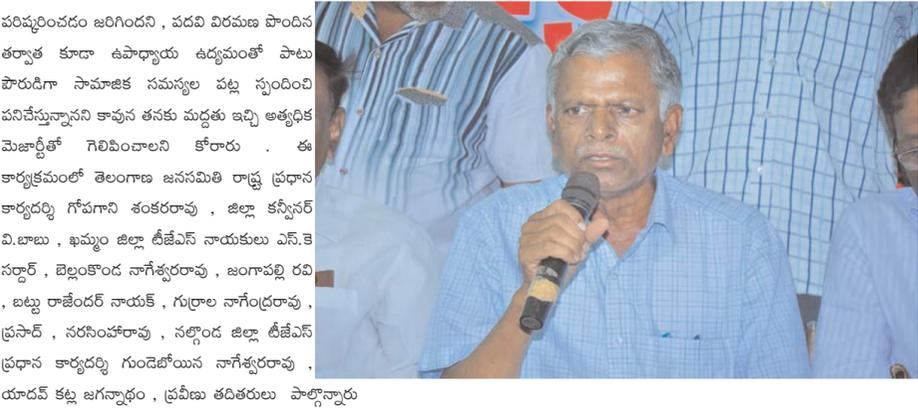 పరిష్కరించడం జరిగిందని , పదవి విరమణ పొందిన
తర్వాత కూడా ఉపాధ్యాయ ఉద్యమంతో పాటు
పౌరుడిగా సామాజిక సమస్యల పట్ల స్పందించి
పనిచేస్తున్నానని కావున తనకు మద్దతు ఇచ్చి అత్యధిక
మెజార్టీతో గెలిపించాలని కోరారు . ఈ
కార్యక్రమంలో తెలంగాణ జనసమితి రాష్ట్ర ప్రధాన
కార్యదర్శి గోపగాని శంకరరావు , జిల్లా కన్వీనర్
వి.బాబు , ఖమ్మం జిల్లా టీజేఎస్ నాయకులు ఎస్.కె
సర్దార్ , బెల్లంకొండ నాగేశ్వరరావు , జంగాపల్లి రవి
, బట్టు రాజేందర్ నాయక్ , గుర్రాల నాగేంద్రరావు ,
ప్రసాద్ , నరసింహారావు , నల్గొండ జిల్లా టీజేఎస్
ప్రధాన కార్యదర్శి గుండెబోయిన నాగేశ్వరరావు ,
యాదవ్ కట్ల జగన్నాథం , ప్రవీణు తదితరులు పాల్గొన్నారు